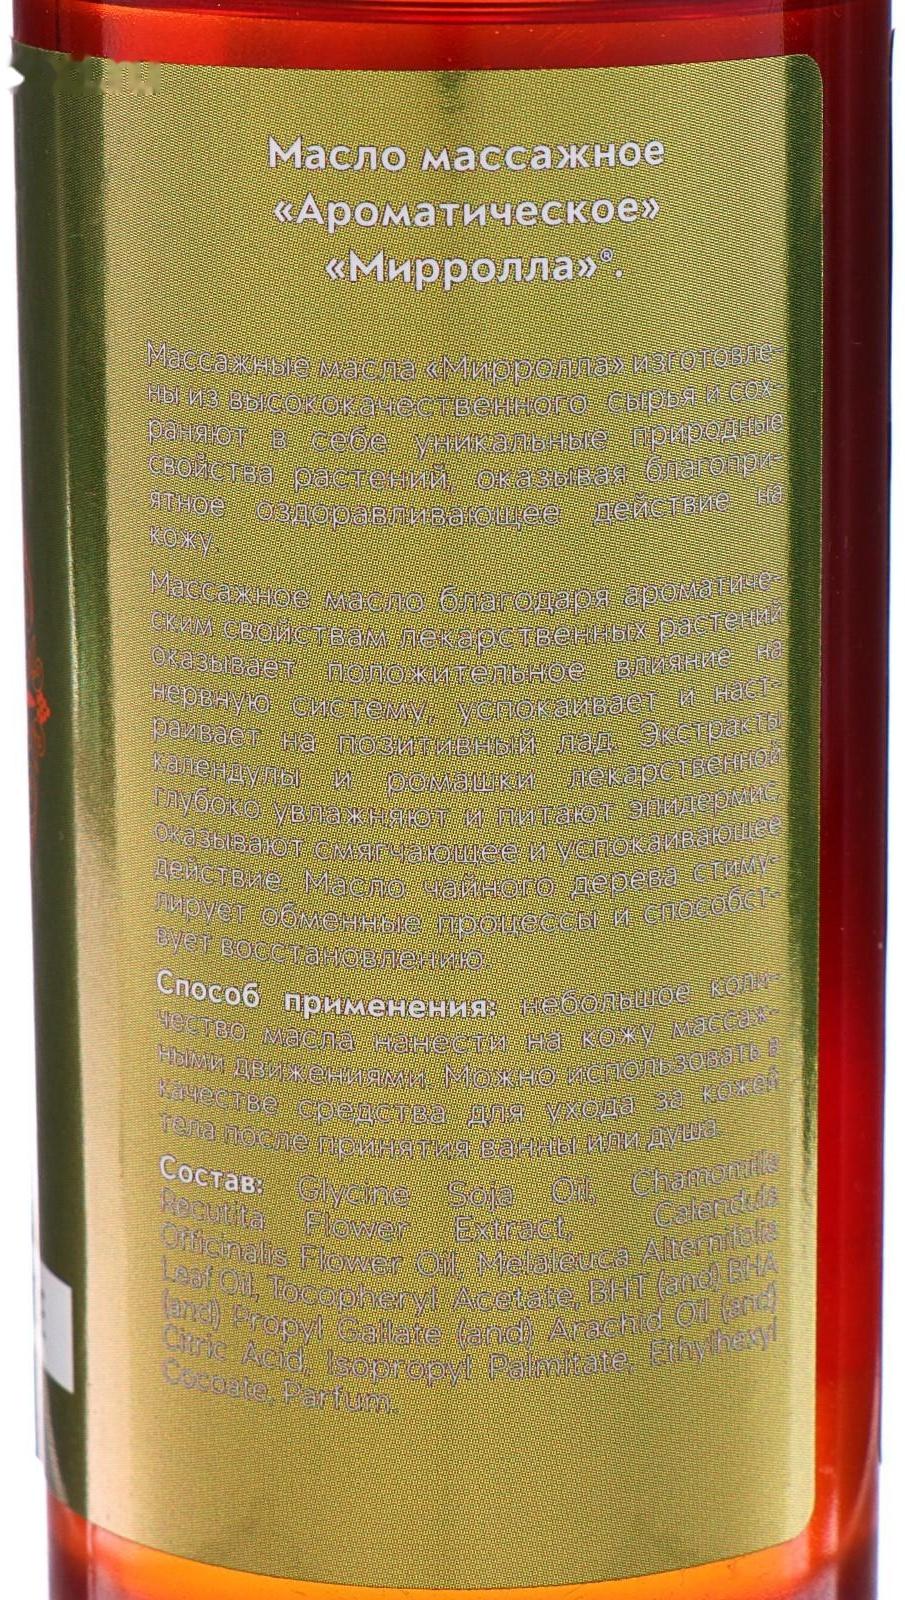 Масло массажное
«Ароматическое»
«Мирролла»®.
Массажные масла «Мирролла» изготовле-
ны из высококачественного сырья и сох-
раняют в себе уникальные природные
свойства растений, оказывая благопри-
ятное оздоравливающее действие на
кожу.
Массажное масло благодаря ароматиче-
ским свойствам лекарственных растений
оказывает положительное влияние на
нервную систему, успокаивает и наст-
раивает на позитивный лад. Экстракты
календулы и ромашки лекарственной
глубоко увлажняют и питают эпидермис,
оказывают смягчающее и успокаивающее
действие. Масло чайного дерева стиму-
лирует обменные процессы и способст-
вует восстановлению.
Способ применения: небольшое коли-
чество масла нанести на кожу массаж-
ными движениями. Можно использовать в
качестве средства для ухода за кожей
тела после принятия ванны или душа.
Состав: Glycine Soja Oil, Chamomilla
Recutita Flower Extract, Calendula
Officinalis Flower Oil, Melaleuca Alternifolia
Leaf Oil, Tocopheryl Acetate, BHT (and) BHA
(and) Propyl Gallate (and) Arachid Oil (and)
Citric Acid, Isopropyl Palmitate, Ethylhexyl
Cocoate, Parfum.